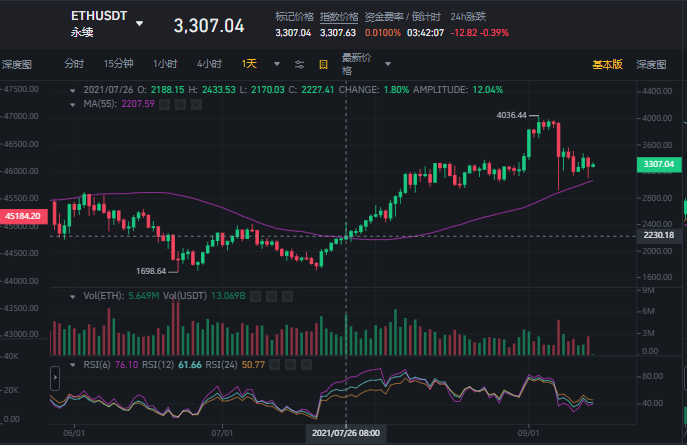 ETHUSDT
永续
3,307.04
标记价格 指数价格 资金费率 / 倒计时 24h涨跌
3,307.04 3,307.63 0.0100% 03:42:07 -12.82 -0.39%
深度图 分时 15分钟 1小时 4小时 1天 最新价格 基本版 深度图
2021/07/26 O: 2188.15 H: 2433.53 L: 2170.03 C: 2227.41 CHANGE: 1.80% AMPLITUDE: 12.04%
MA(55): 2207.59
47500.00
47000.00
46500.00
46000.00
45500.00
45184.20
45000.00
44500.00
44000.00
43500.00
43000.00
40K
20K
0.00
4036.44
1698.64
4400.00
4000.00
3600.00
3307.04
2800.00
2400.00
2230.18
2000.00
1600.00
Vol(ETH): 5.649M Vol(USDT) 13.069B
9M
6M
3M
0.00
RSI(6) 76.10 RSI(12) 61.66 RSI(24) 50.77
80.00
40.00
06/01 07/01 2021/07/26 08:00 09/01